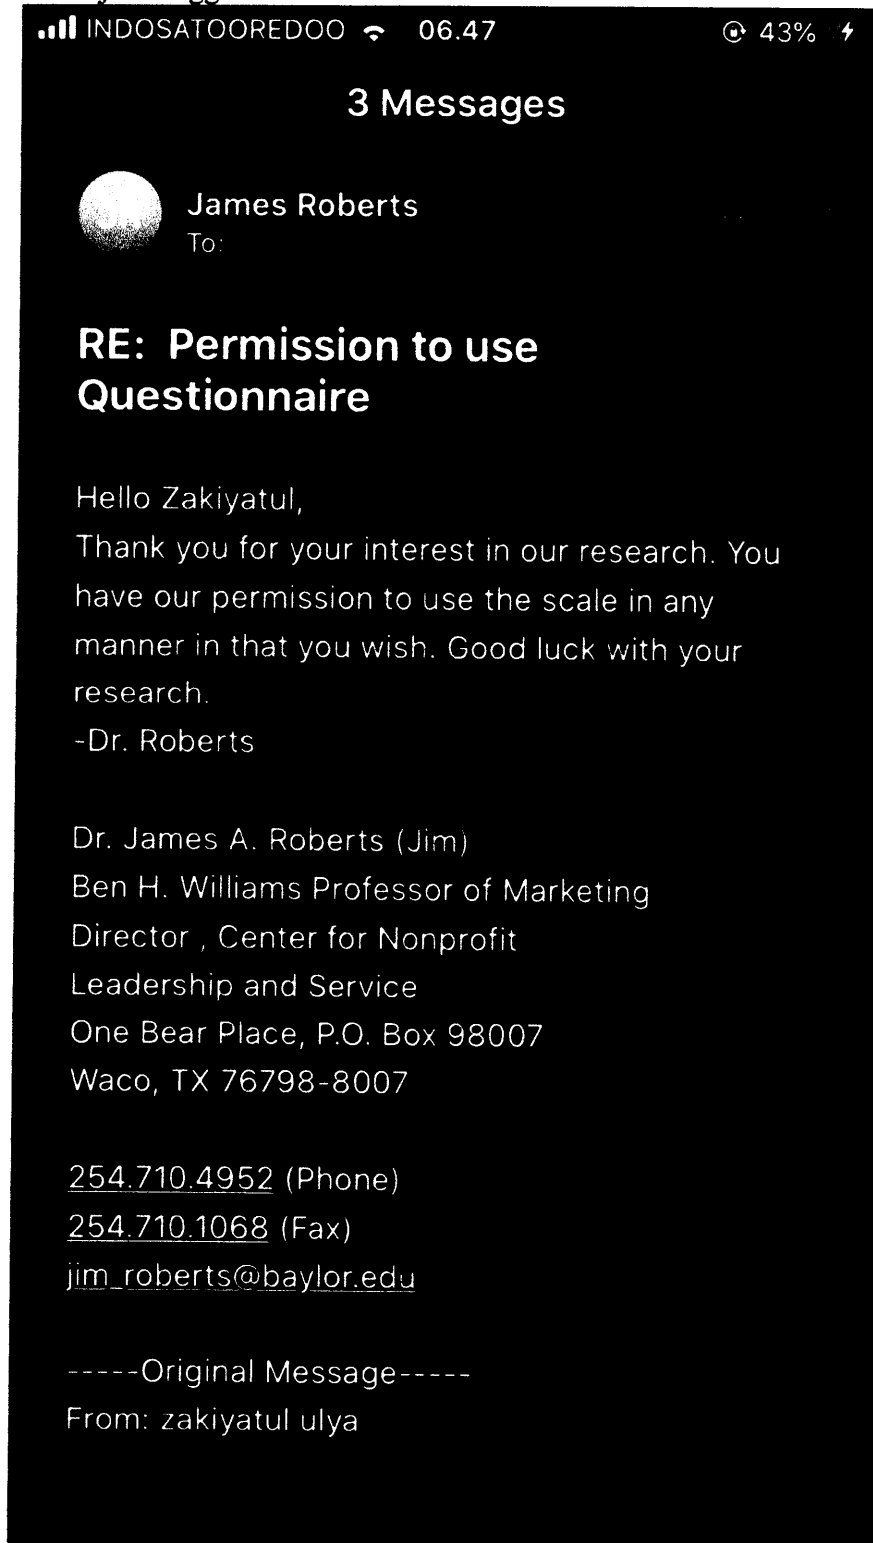 INDOSATOOREDOO 06.47 43%
3 Messages
James Roberts
To:
RE: Permission to use
Questionnaire
Hello Zakiyatul,
Thank you for your interest in our research. You
have our permission to use the scale in any
manner in that you wish. Good luck with your
research.
-Dr. Roberts
Dr. James A. Roberts (Jim)
Ben H. Williams Professor of Marketing
Director , Center for Nonprofit
Leadership and Service
One Bear Place, P.O. Box 98007
Waco, TX 76798-8007
254.710.4952 (Phone)
254.710.1068 (Fax)
jim_roberts@baylor.edu
-----Original Message-----
From: zakiyatul ulya